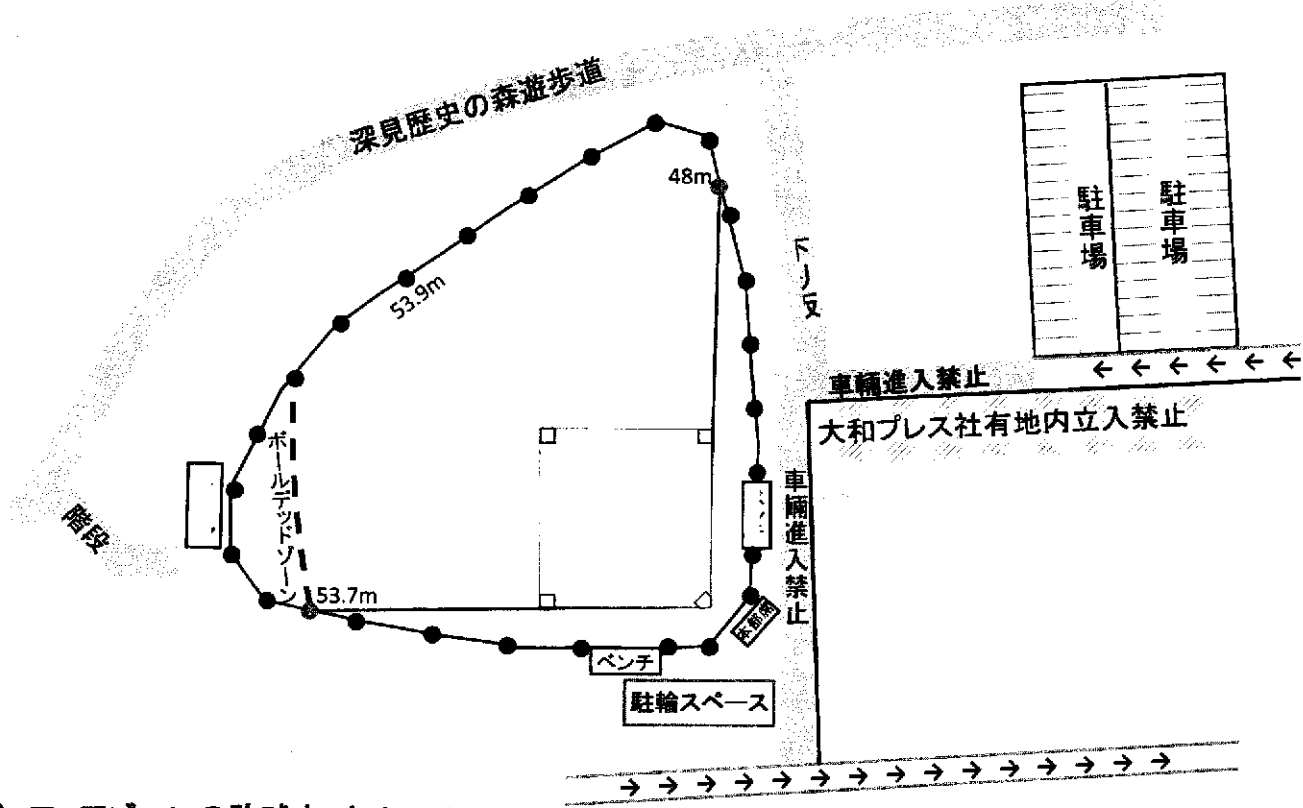 深見歴史の森遊歩道
48m
53.9m
下り坂
駐車場
駐車場
← ← ← ← ← ←
車輛進入禁止
大和プレス社有地内立入禁止
ボールデッドゾーン
階段
車輛進入禁止
53.7m
本部席
ベンチ
駐輪スペース
→ → → → → → → → → → → → → → →